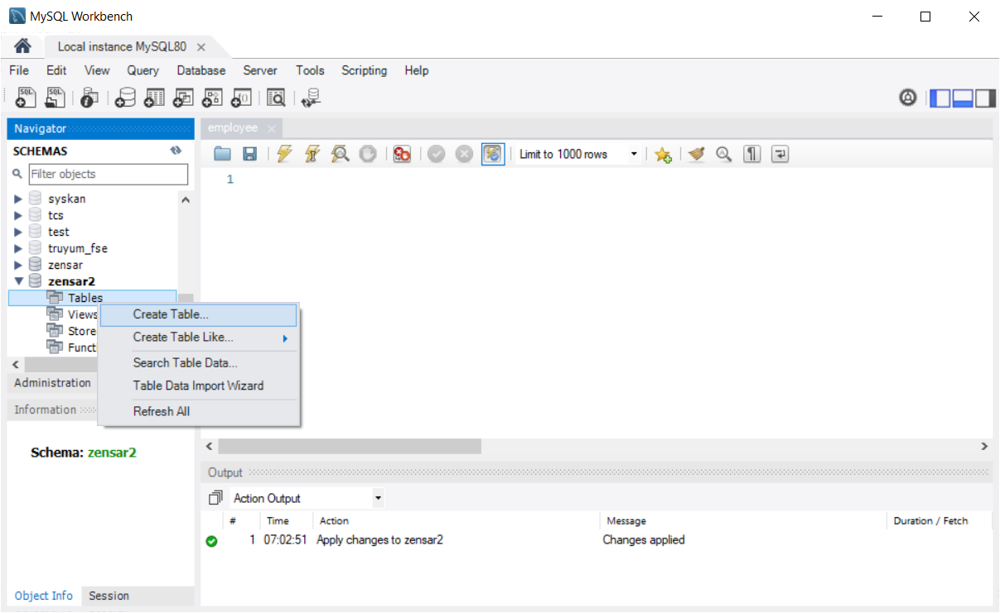 MySQL Workbench
Local instance MySQL80
File Edit View Query Database Server Tools Scripting Help
SQL SQL
Navigator
SCHEMAS
Filter objects
syskan
tcs
test
truyum_fse
zensar
zensar2
Tables
Views
Store
Funct
Administration
Information
Schema: zensar2
Object Info Session
Create Table...
Create Table Like...
Search Table Data...
Table Data Import Wizard
Refresh All
employee
Limit to 1000 rows
1
Output
Action Output
# Time Action Message Duration / Fetch
1 07:02:51 Apply changes to zensar2 Changes applied